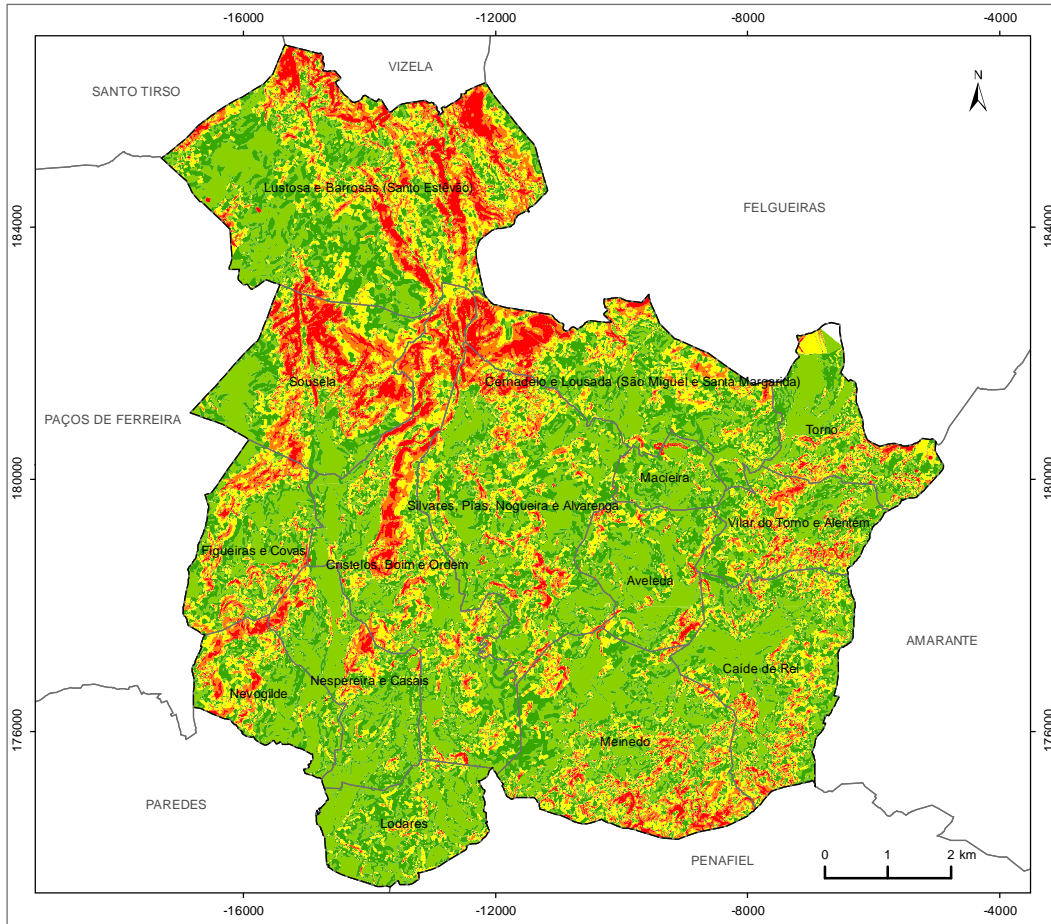 -16000
-12000
-8000
-4000
VIZELA
SANTO TIRSO
N
Lustosa e Barrosas (Santo Estevão)
FELGUEIRAS
184000
184000
Sousela
Cernadelo e Lousada (São Miguel e Santa Margarida)
PAÇOS DE FERREIRA
Torno
Macieira
180000
180000
Silvares, Pias, Nogueira e Alvarenga
Vilar do Torno e Alentém
Figueiras e Covas
Cristelos, Boim e Ordem
Aveleda
AMARANTE
Caíde de Rei
Nespereira e Casais
Nevogilde
176000
176000
Meinedo
PAREDES
Lodares
0 1 2 km
PENAFIEL
-16000
-12000
-8000
-4000